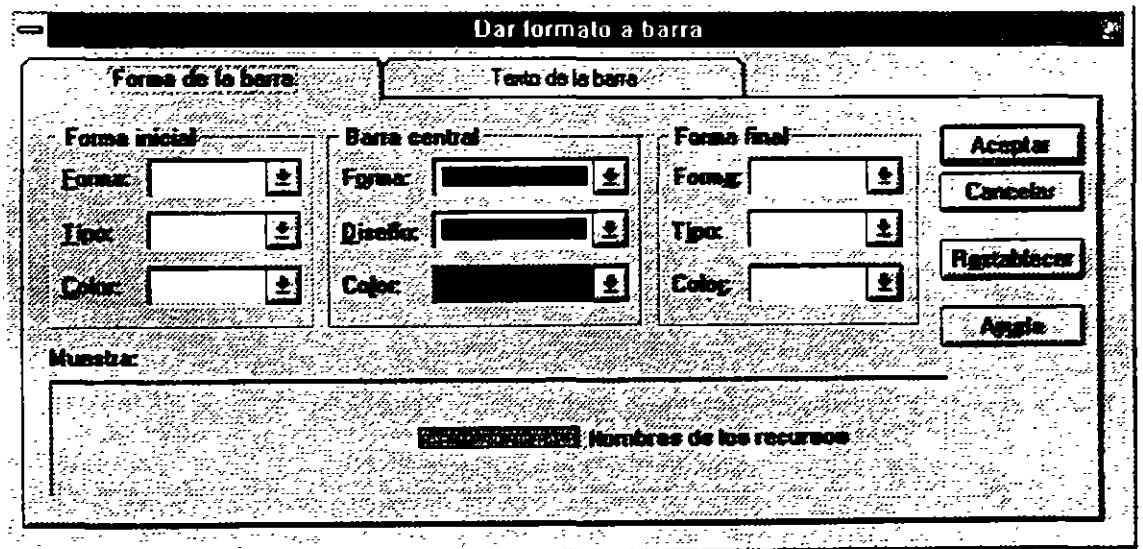 Dar formato a barra
Forma de la barra
Texto de la barra
Forma inicial
Forma:
Tipo:
Color:
Barra central
Forma:
Diseño:
Color:
Forma final
Forma:
Tipo:
Color:
Aceptar
Cancelar
Restablecer
Ayuda
Muestra:
Nombres de los recursos